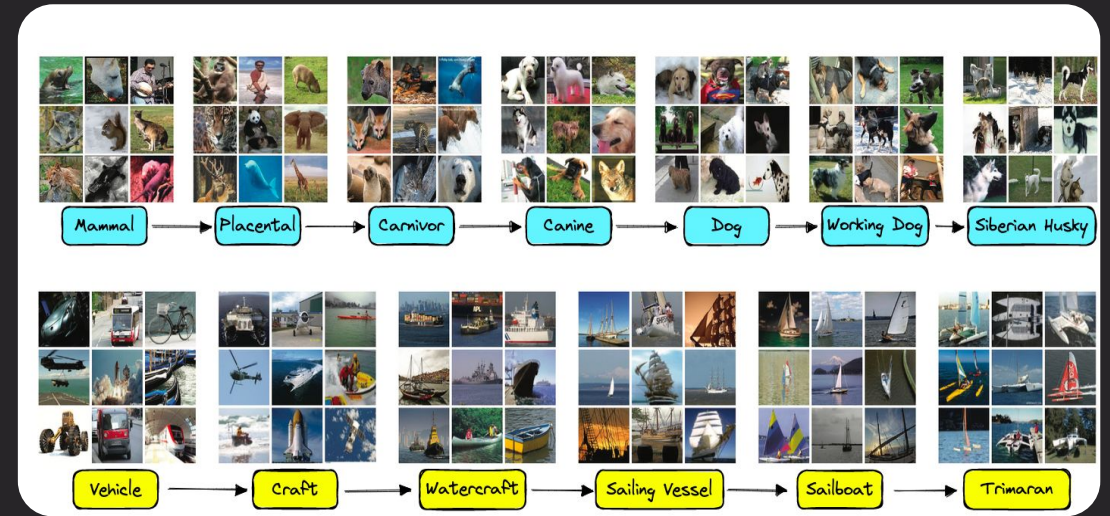 Mammal
Placental
Carnivor
Canine
Dog
Working Dog
Siberian Husky
Vehicle
Craft
Watercraft
Sailing Vessel
Sailboat
Trimaran